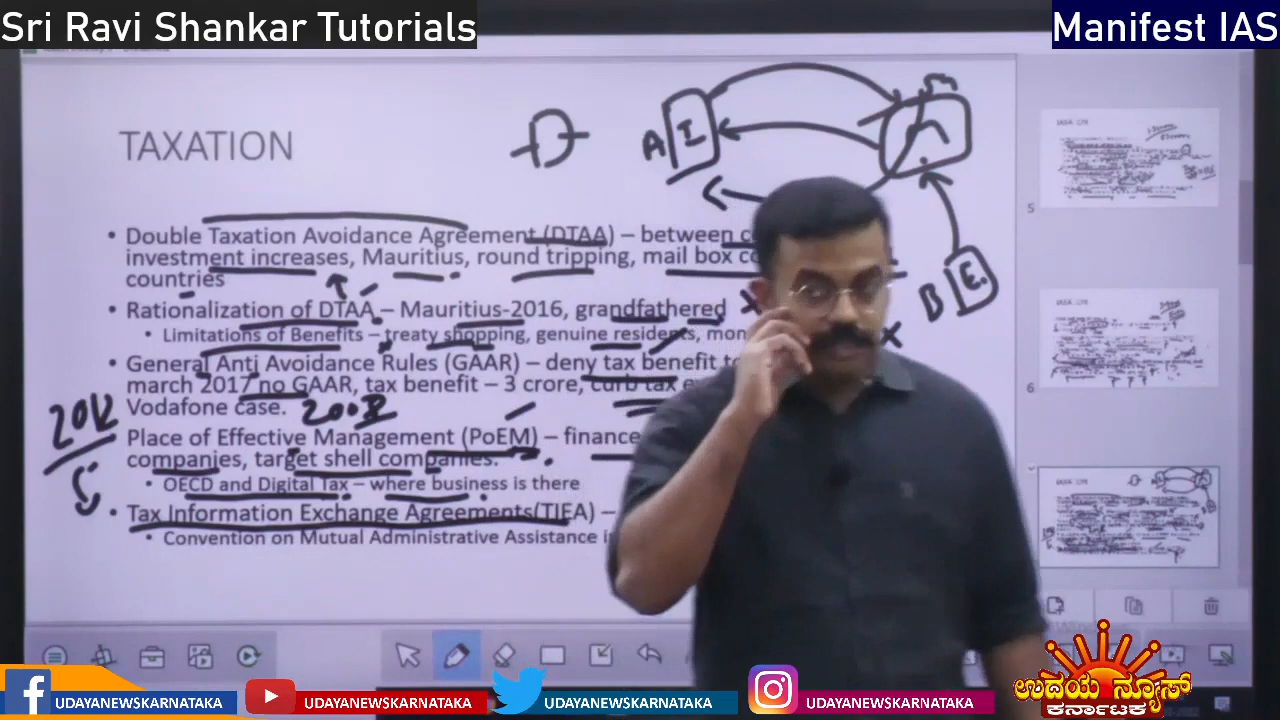 Sri Ravi Shankar Tutorials
Manifest IAS
TAXATION
A I
m
B E.
• Double Taxation Avoidance Agreement (DTAA) – between
investment increases, Mauritius, round tripping, mail box
countries
• Rationalization of DTAA – Mauritius-2016, grandfathered
• Limitations of Benefits – treaty shopping, genuine residents,
• General Anti Avoidance Rules (GAAR) – deny tax benefit
march 2017 no GAAR, tax benefit – 3 crore, curb tax
Vodafone case.
• Place of Effective Management (PoEM) – finance
companies, target shell companies.
• OECD and Digital Tax – where business is there
• Tax Information Exchange Agreements(TIEA) –
• Convention on Mutual Administrative Assistance
5
6
UDAYANEWSKARNATAKA
UDAYANEWSKARNATAKA
UDAYANEWSKARNATAKA
UDAYANEWSKARNATAKA
ಉದಯ ನ್ಯೂಸ್
ಕರ್ನಾಟಕ